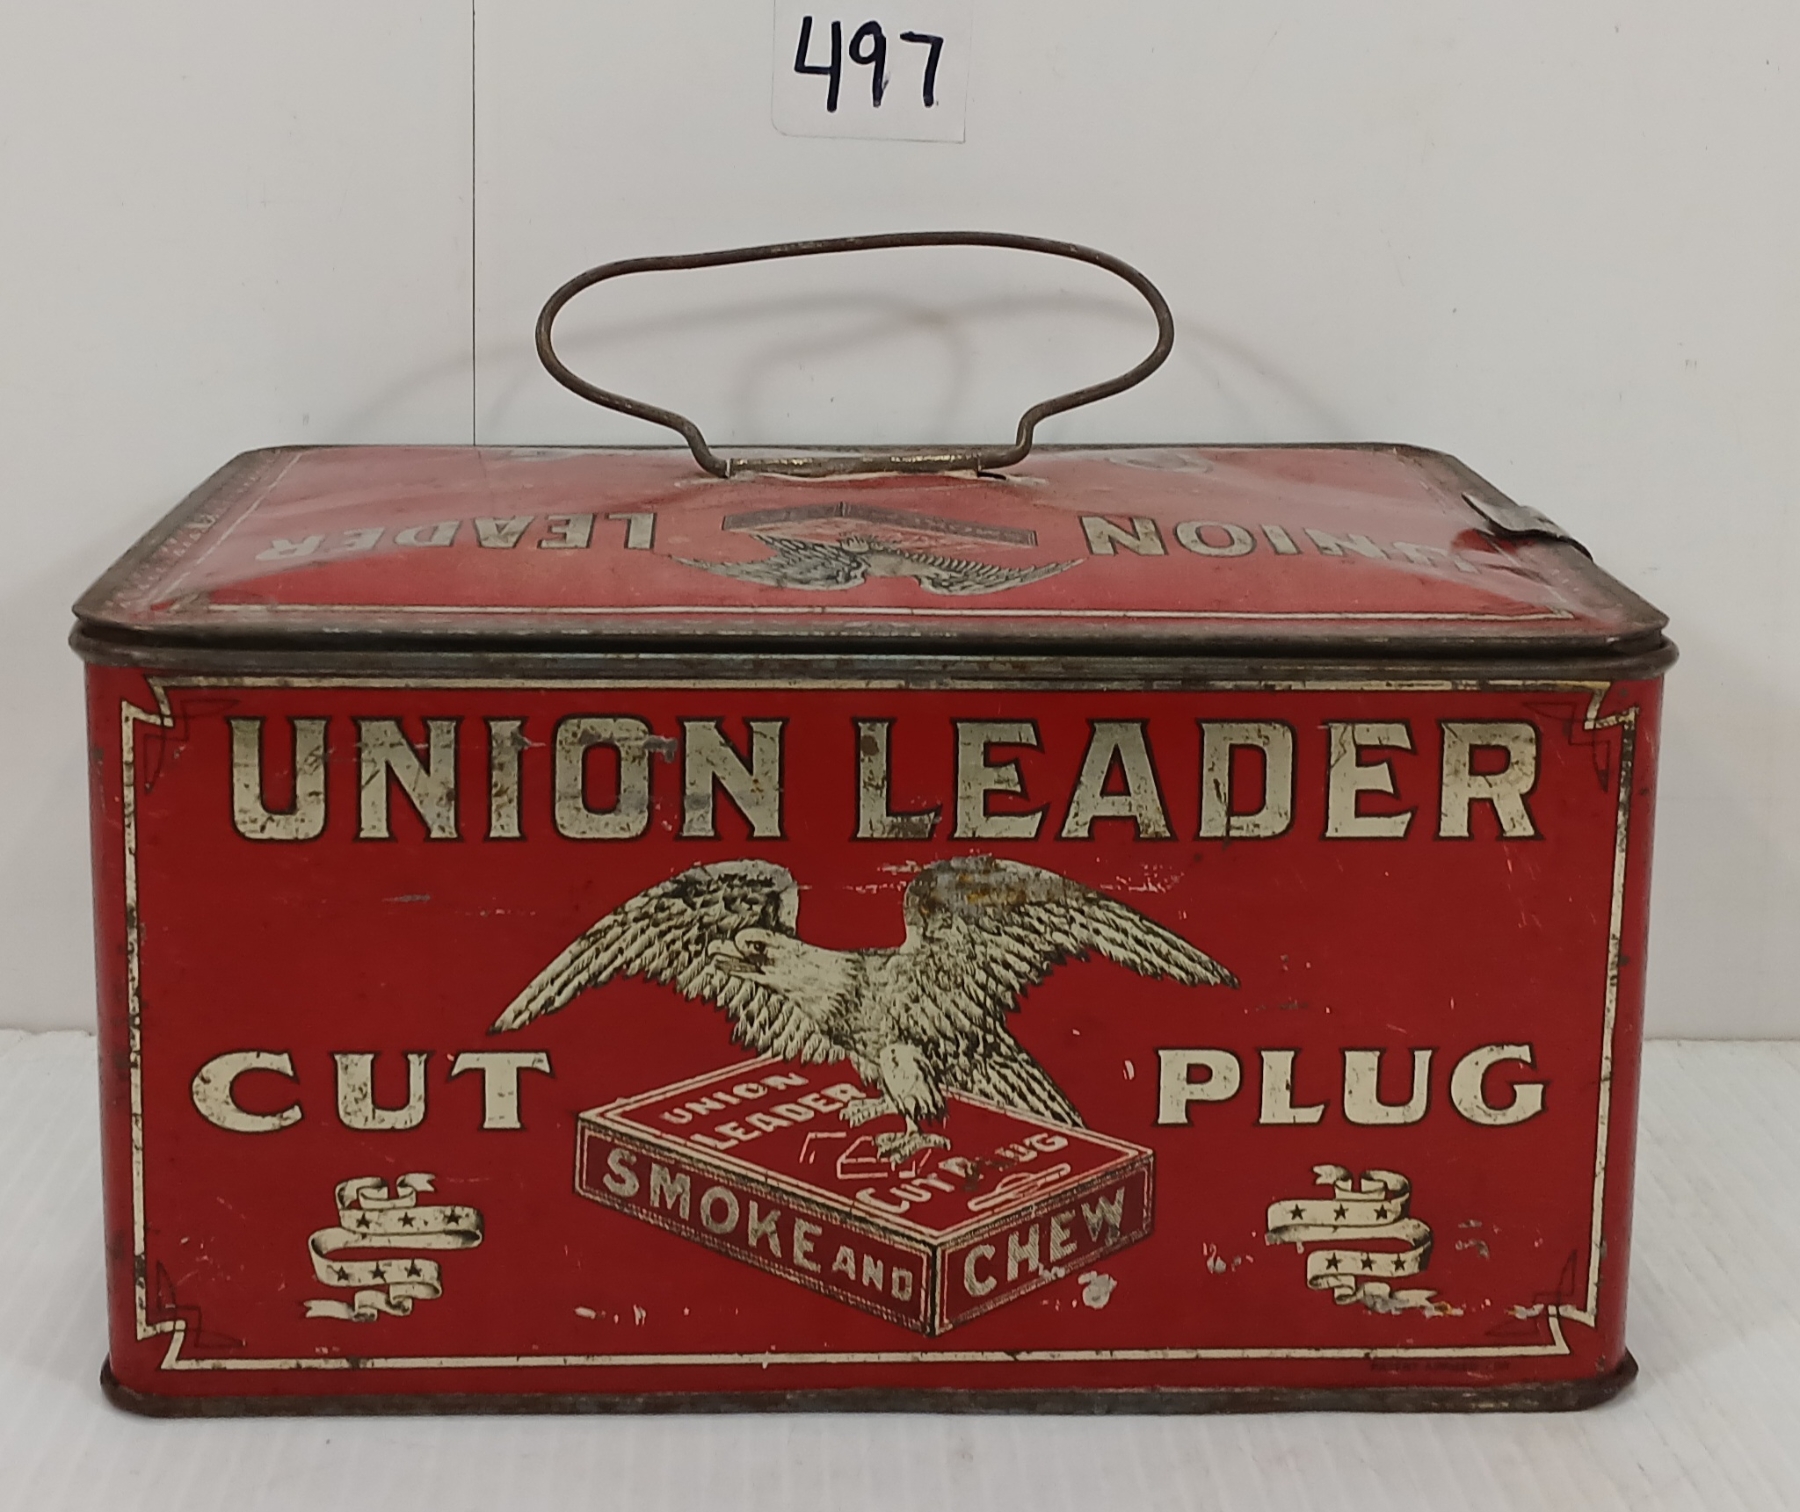 497
UNION LEADER
UNION LEADER
CUT PLUG
UNION
LEADER
CUT PLUG
SMOKE AND CHEW